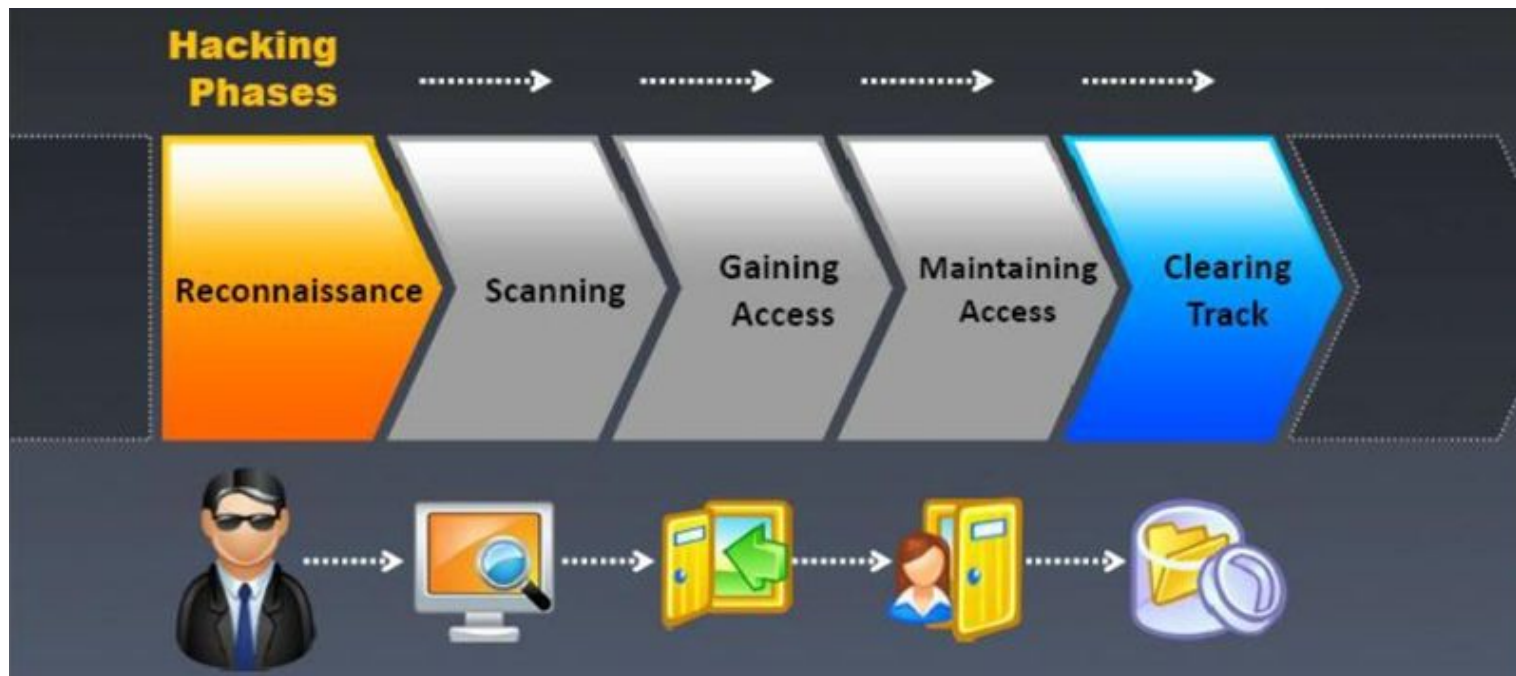 Hacking
Phases
Reconnaissance
Scanning
Gaining
Access
Maintaining
Access
Clearing
Track